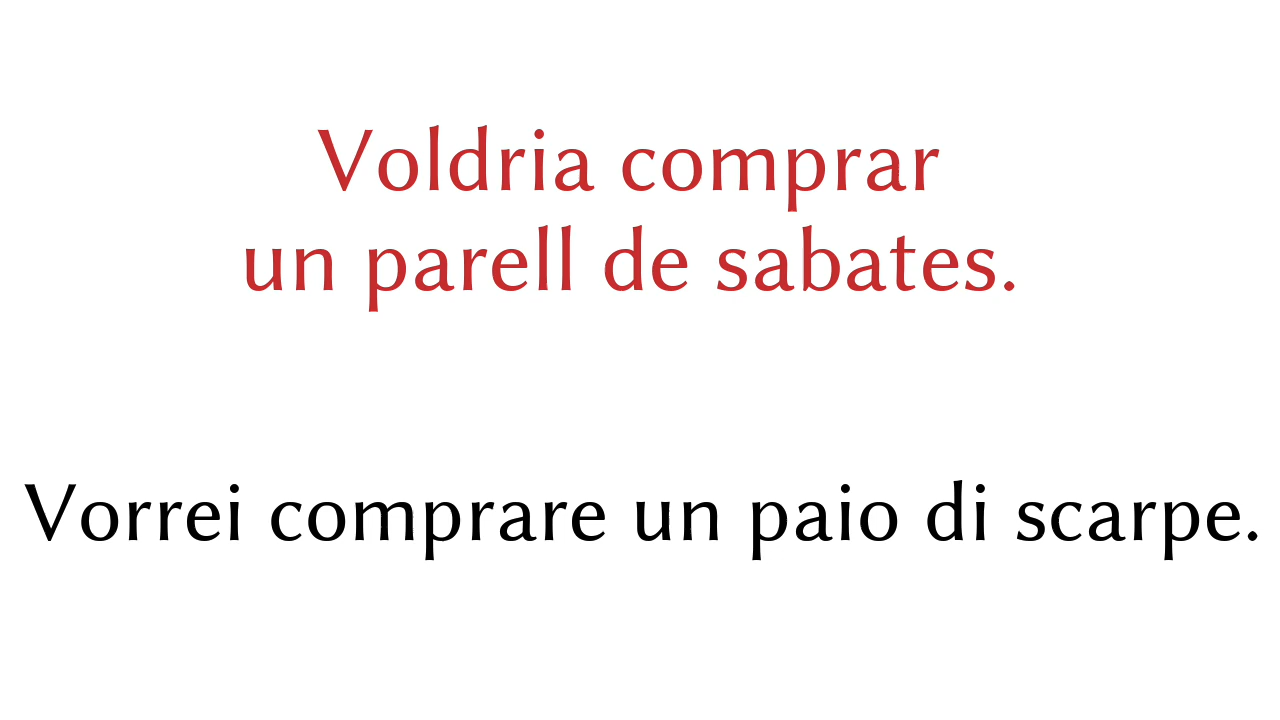 Voldria comprar
un parell de sabates.
Vorrei comprare un paio di scarpe.